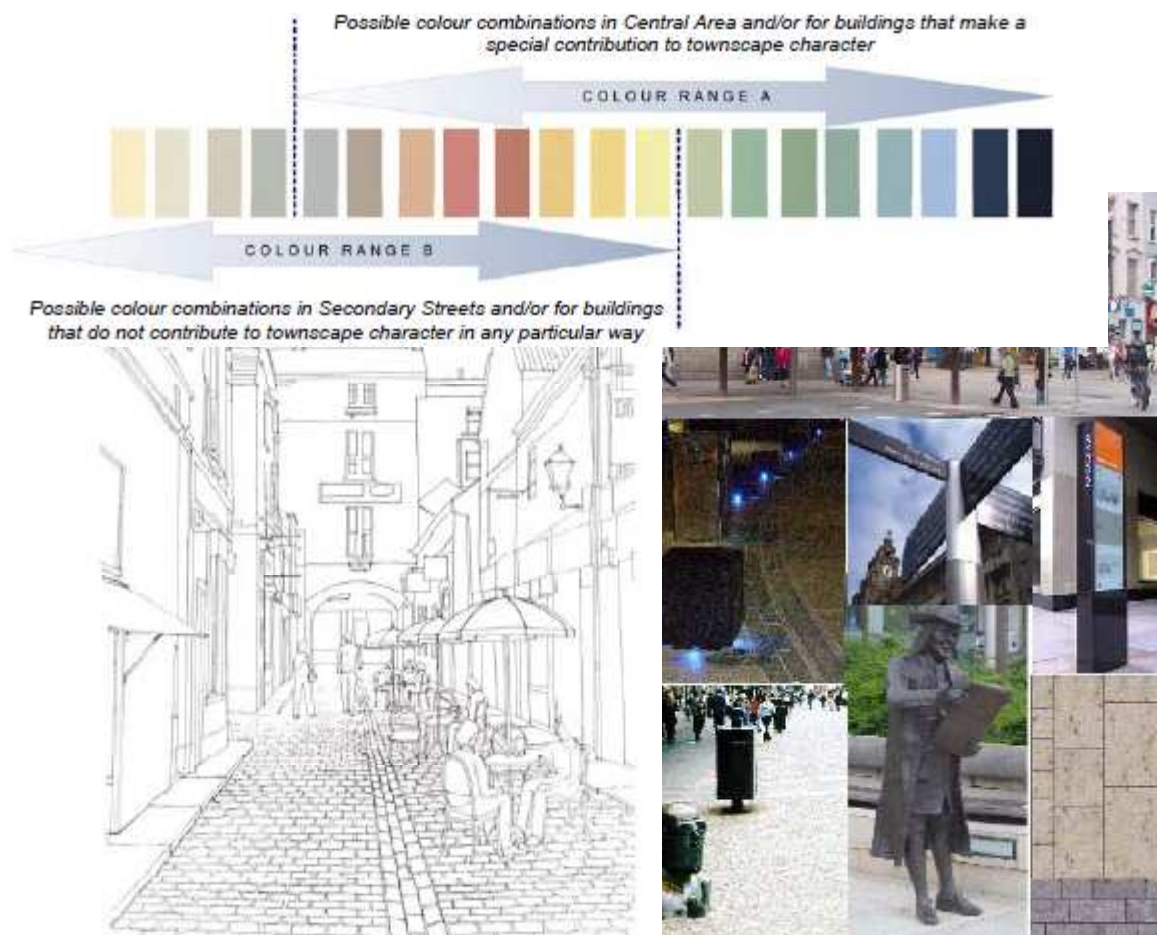 Possible colour combinations in Central Area and/or for buildings that make a
special contribution to townscape character
COLOUR RANGE A
COLOUR RANGE B
Possible colour combinations in Secondary Streets and/or for buildings
that do not contribute to townscape character in any particular way